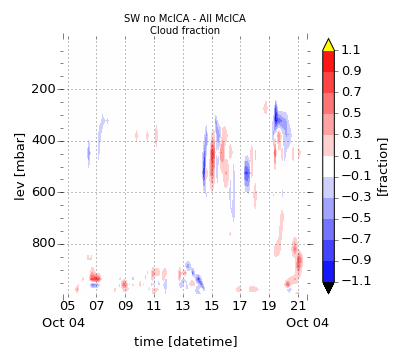 SW no McICA - All McICA
Cloud fraction
200
400
600
800
lev [mbar]
05 07 09 11 13 15 17 19 21
Oct 04 Oct 04
time [datetime]
1.1
0.9
0.7
0.5
0.3
0.1
−0.1
−0.3
−0.5
−0.7
−0.9
−1.1
[fraction]